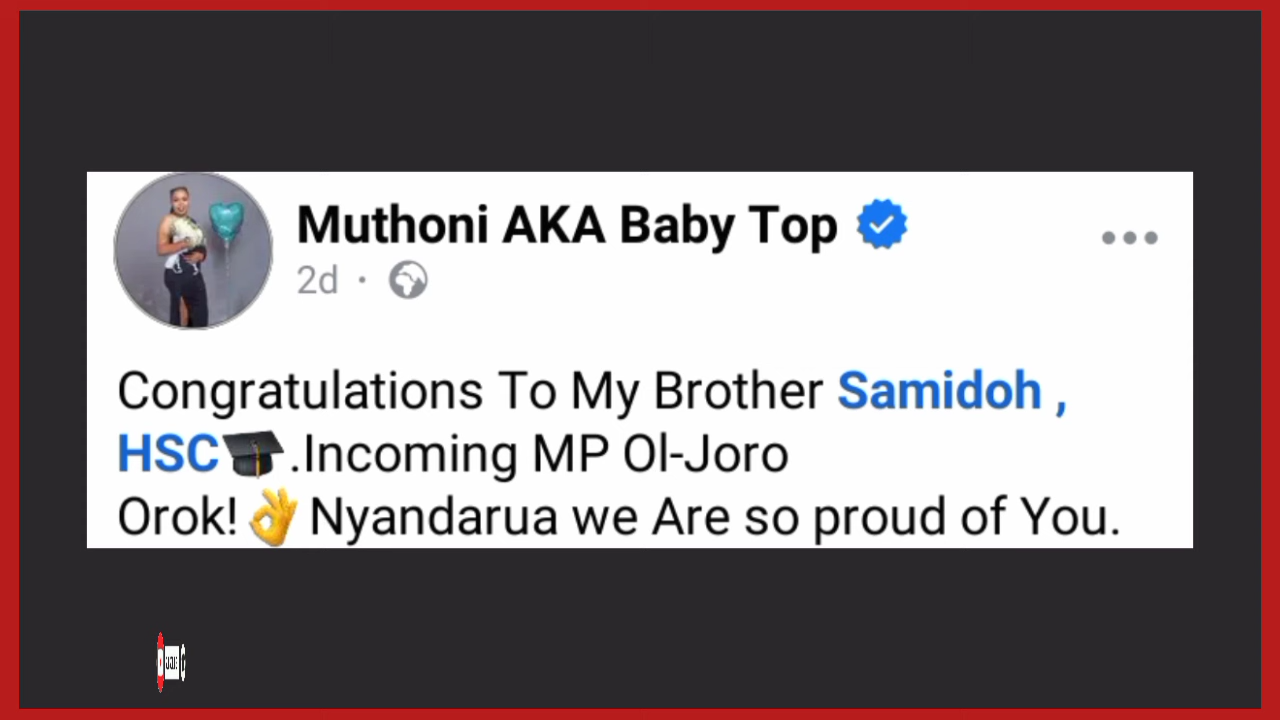 Muthoni AKA Baby Top
2d ·
Congratulations To My Brother Samidoh ,
HSC🎓.Incoming MP Ol-Joro
Orok!👌Nyandarua we Are so proud of You.